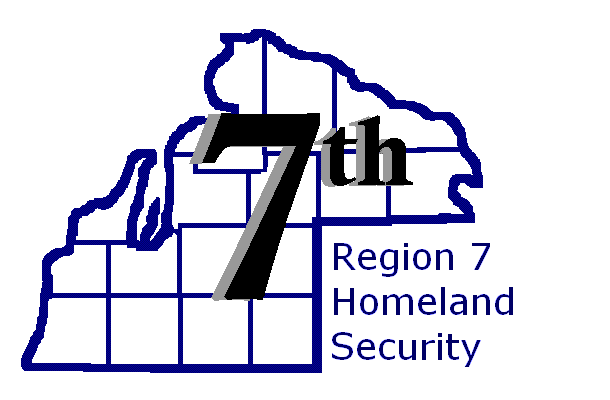 7th
Region 7
Homeland
Security